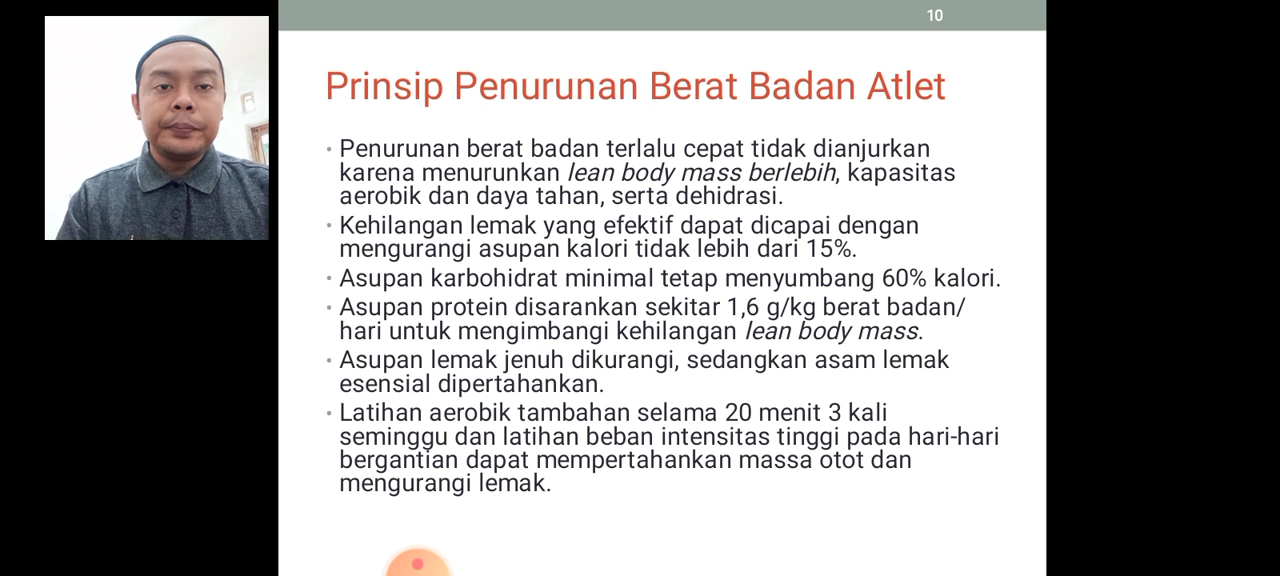 10
Prinsip Penurunan Berat Badan Atlet
• Penurunan berat badan terlalu cepat tidak dianjurkan
karena menurunkan lean body mass berlebih, kapasitas
aerobik dan daya tahan, serta dehidrasi.
• Kehilangan lemak yang efektif dapat dicapai dengan
mengurangi asupan kalori tidak lebih dari 15%.
• Asupan karbohidrat minimal tetap menyumbang 60% kalori.
• Asupan protein disarankan sekitar 1,6 g/kg berat badan/
hari untuk mengimbangi kehilangan lean body mass.
• Asupan lemak jenuh dikurangi, sedangkan asam lemak
esensial dipertahankan.
• Latihan aerobik tambahan selama 20 menit 3 kali
seminggu dan latihan beban intensitas tinggi pada hari-hari
bergantian dapat mempertahankan massa otot dan
mengurangi lemak.